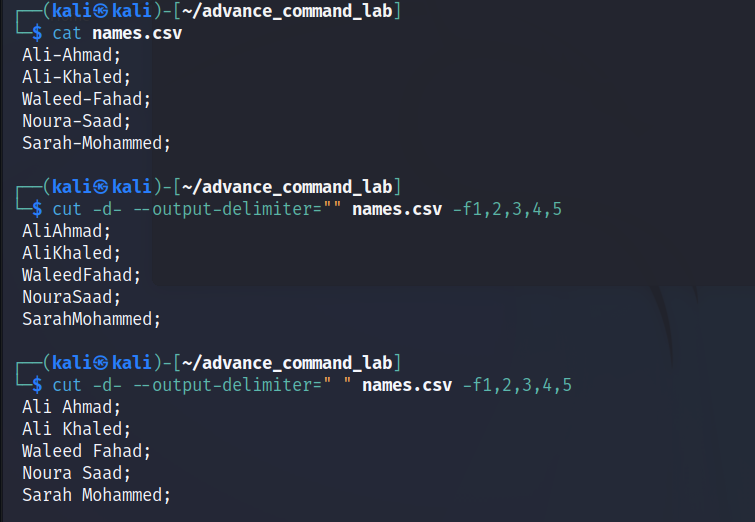 ┌──(kali㉿kali)-[~/advance_command_lab]
└─$ cat names.csv
Ali-Ahmad;
Ali-Khaled;
Waleed-Fahad;
Noura-Saad;
Sarah-Mohammed;
┌──(kali㉿kali)-[~/advance_command_lab]
└─$ cut -d- --output-delimiter="" names.csv -f1,2,3,4,5
AliAhmad;
AliKhaled;
WaleedFahad;
NouraSaad;
SarahMohammed;
┌──(kali㉿kali)-[~/advance_command_lab]
└─$ cut -d- --output-delimiter=" " names.csv -f1,2,3,4,5
Ali Ahmad;
Ali Khaled;
Waleed Fahad;
Noura Saad;
Sarah Mohammed;